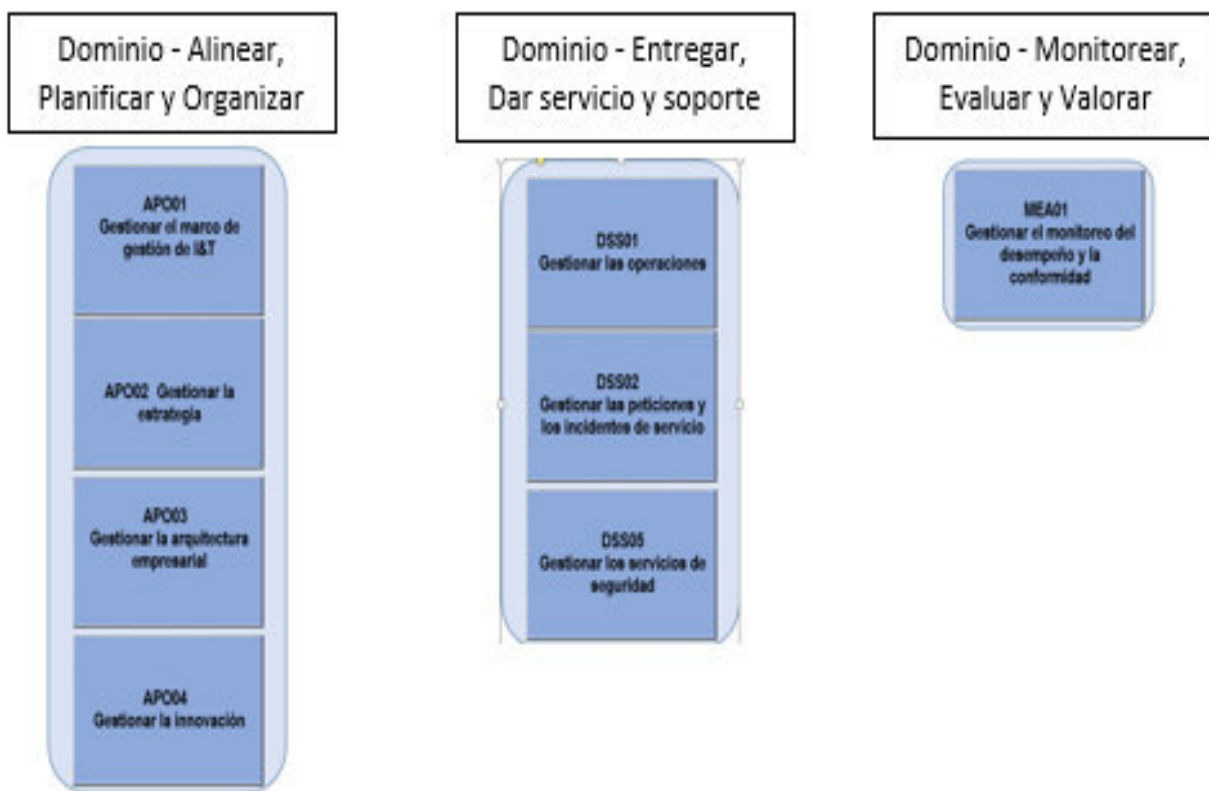 Dominio - Alinear,
Planificar y Organizar
APO01
Gestionar el marco de
gestión de I&T
APO02 Gestionar la
estrategia
APO03
Gestionar la arquitectura
empresarial
APO04
Gestionar la innovación
Dominio - Entregar,
Dar servicio y soporte
DSS01
Gestionar las operaciones
DSS02
Gestionar las peticiones y
los incidentes de servicio
DSS05
Gestionar los servicios de
seguridad
Dominio - Monitorear,
Evaluar y Valorar
MEA01
Gestionar el monitoreo del
desempeño y la
conformidad